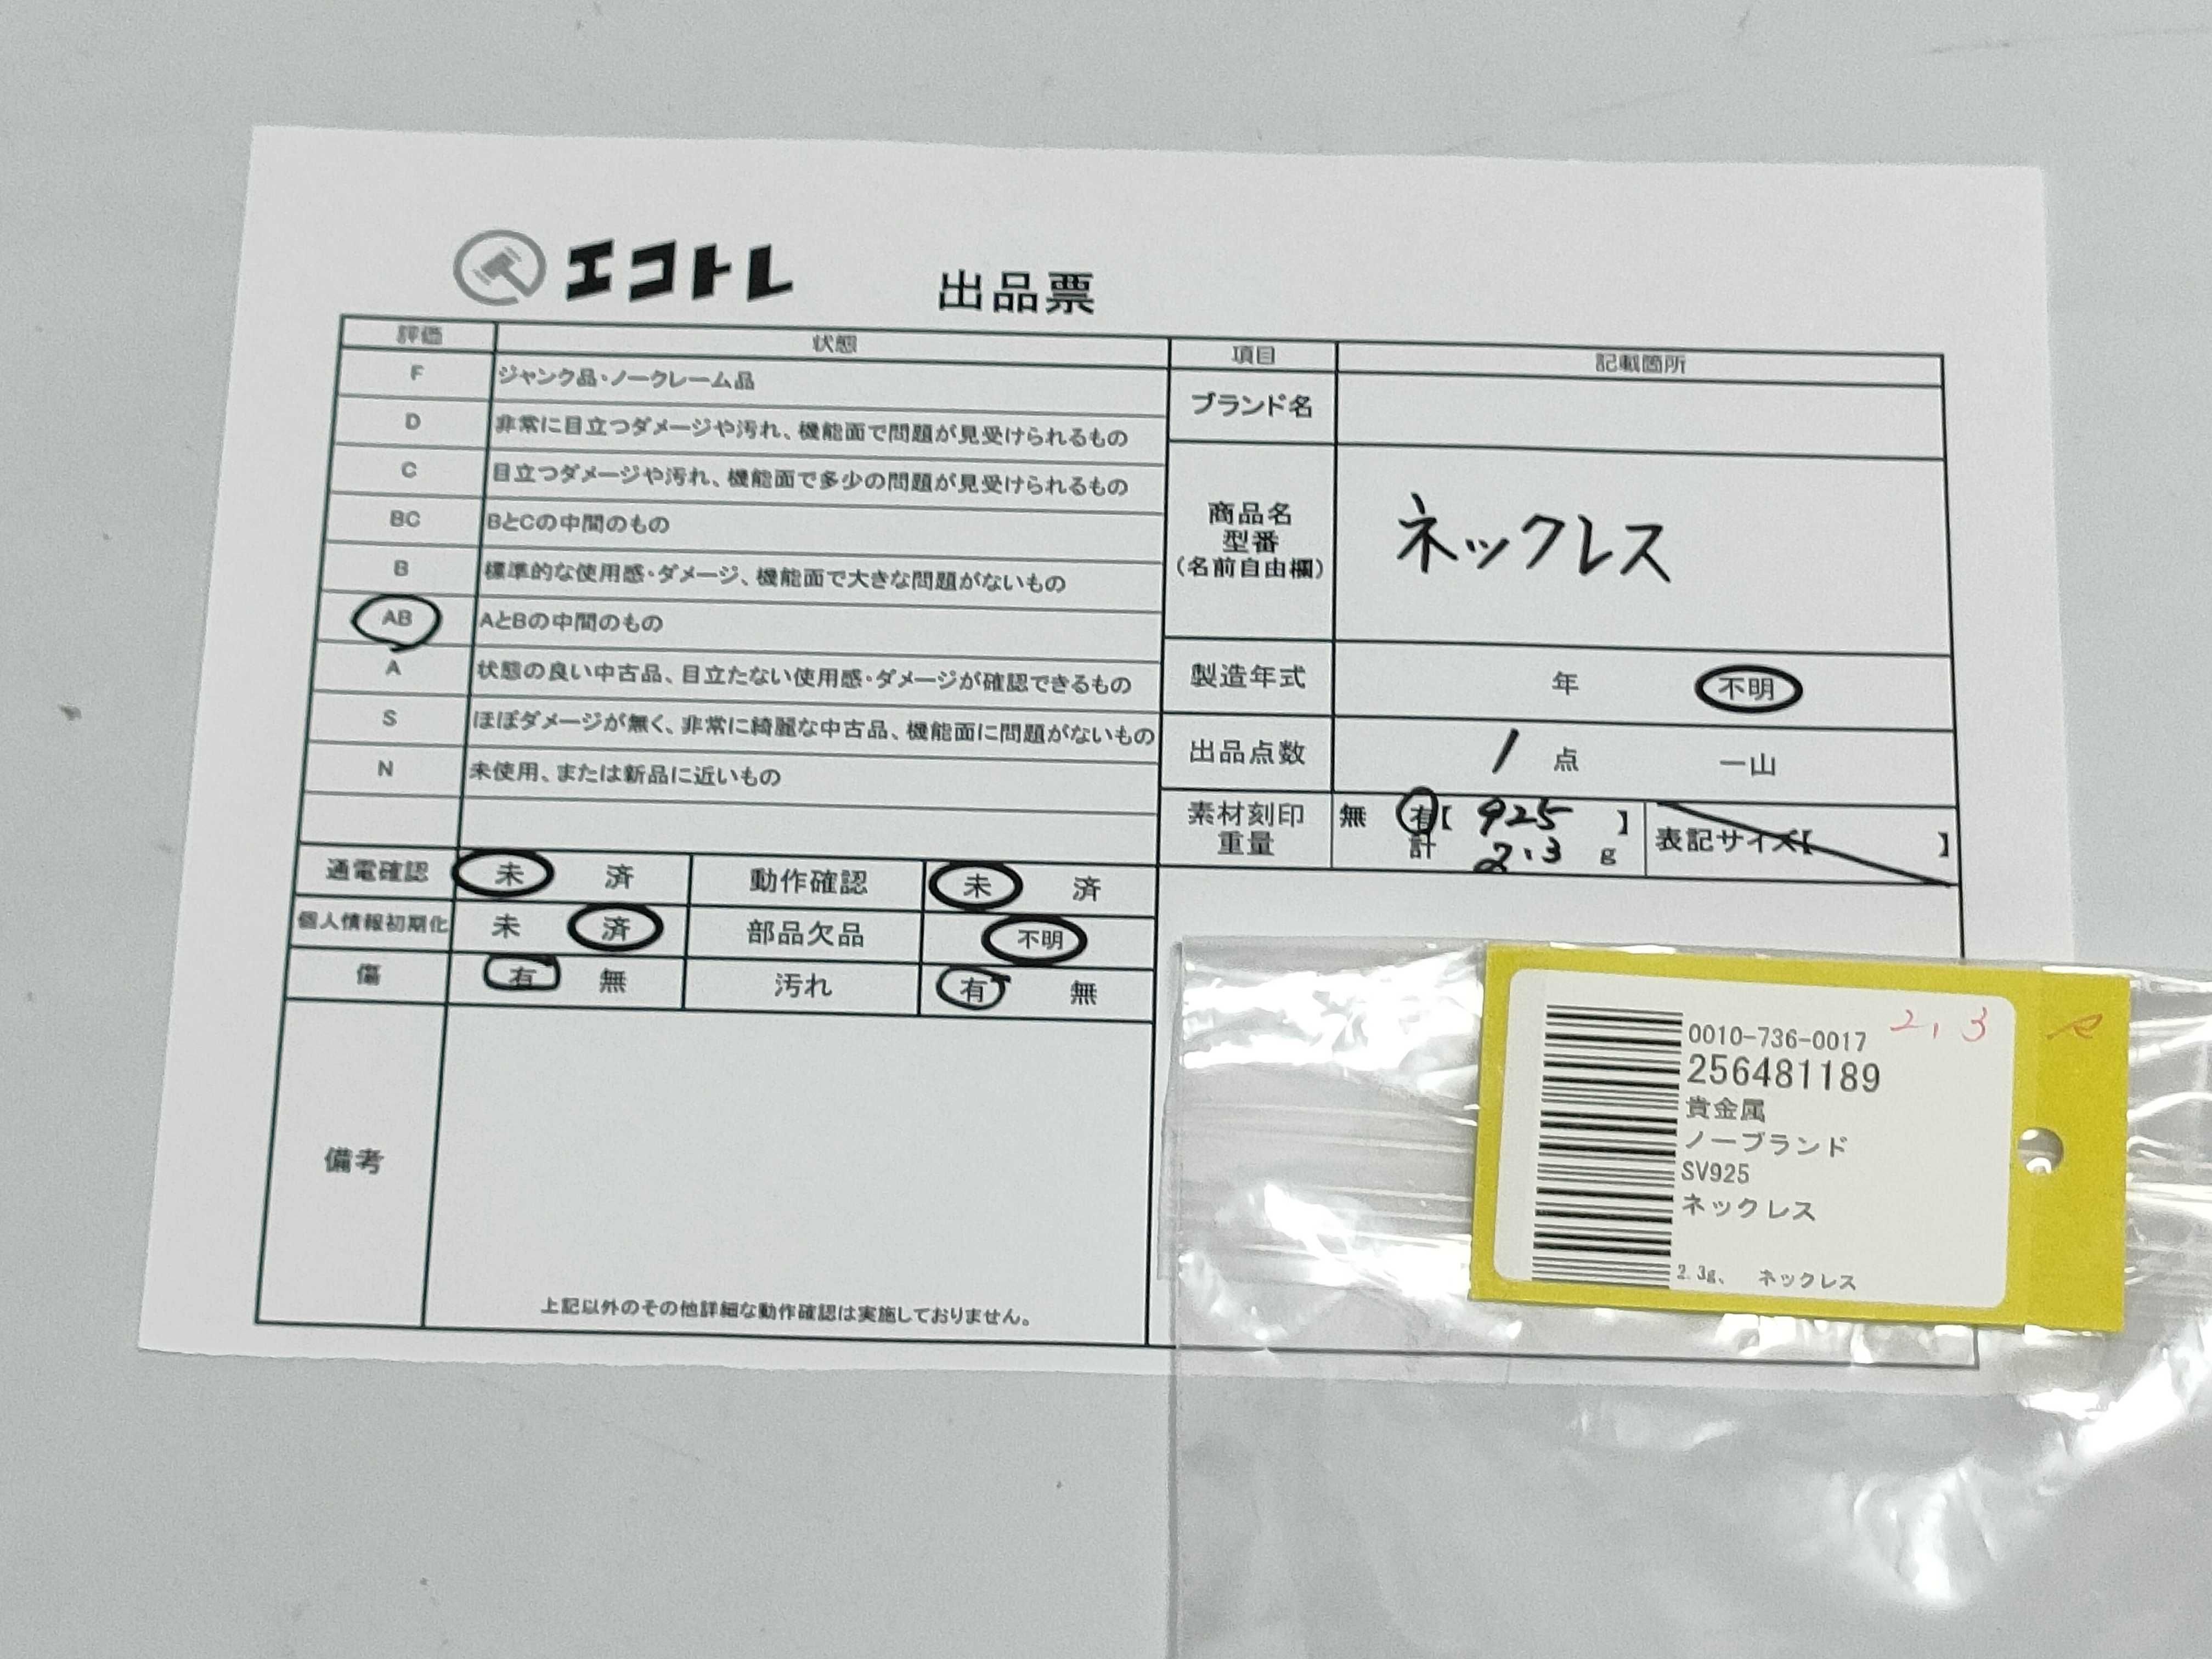 エコトレ 出品票
評価 状態 項目 記載箇所
F ジャンク品・ノークレーム品
D 非常に目立つダメージや汚れ、機能面で問題が見受けられるもの
C 目立つダメージや汚れ、機能面で多少の問題が見受けられるもの
BC BとCの中間のもの
B 標準的な使用感・ダメージ、機能面で大きな問題がないもの
AB AとBの中間のもの
A 状態の良い中古品、目立たない使用感・ダメージが確認できるもの
S ほぼダメージが無く、非常に綺麗な中古品、機能面に問題がないもの
N 未使用、または新品に近いもの
ブランド名
商品名
型番
(名前自由欄)
ネックレス
製造年式 年 不明
出品点数 1 点 一山
素材刻印
重量
無 有【 925 】
計 2.3 g
表記サイズ【 】
通電確認 未 済 動作確認 未 済
個人情報初期化 未 済 部品欠品 不明
傷 有 無 汚れ 有 無
備考
上記以外のその他詳細な動作確認は実施しておりません。
2.3
0010-736-0017
256481189
貴金属
ノーブランド
SV925
ネックレス
2.3g、 ネックレス